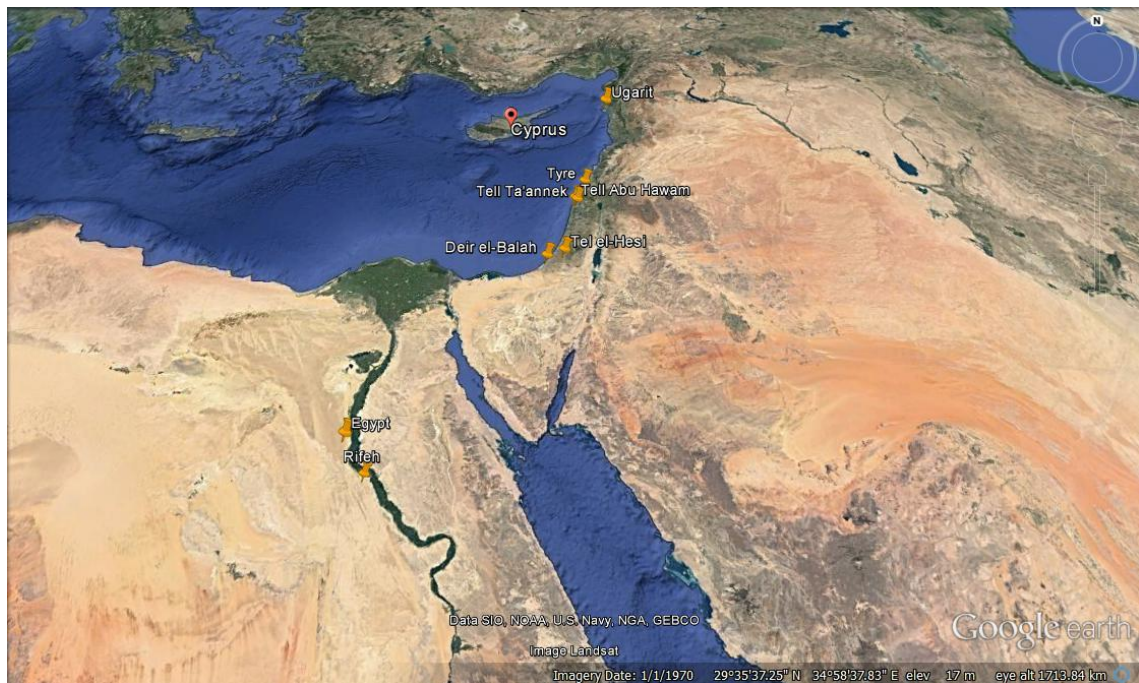 N
Ugarit
Cyprus
Tyre
Tell Ta'annek
Tell Abu Hawam
Deir el-Balah
Tel el-Hesi
Egypt
Rifeh
Data SIO, NOAA, U.S. Navy, NGA, GEBCO
Image Landsat
Google earth
Imagery Date: 1/1/1970 29°35'37.25" N 34°58'37.83" E elev 17 m eye alt 1713.84 km